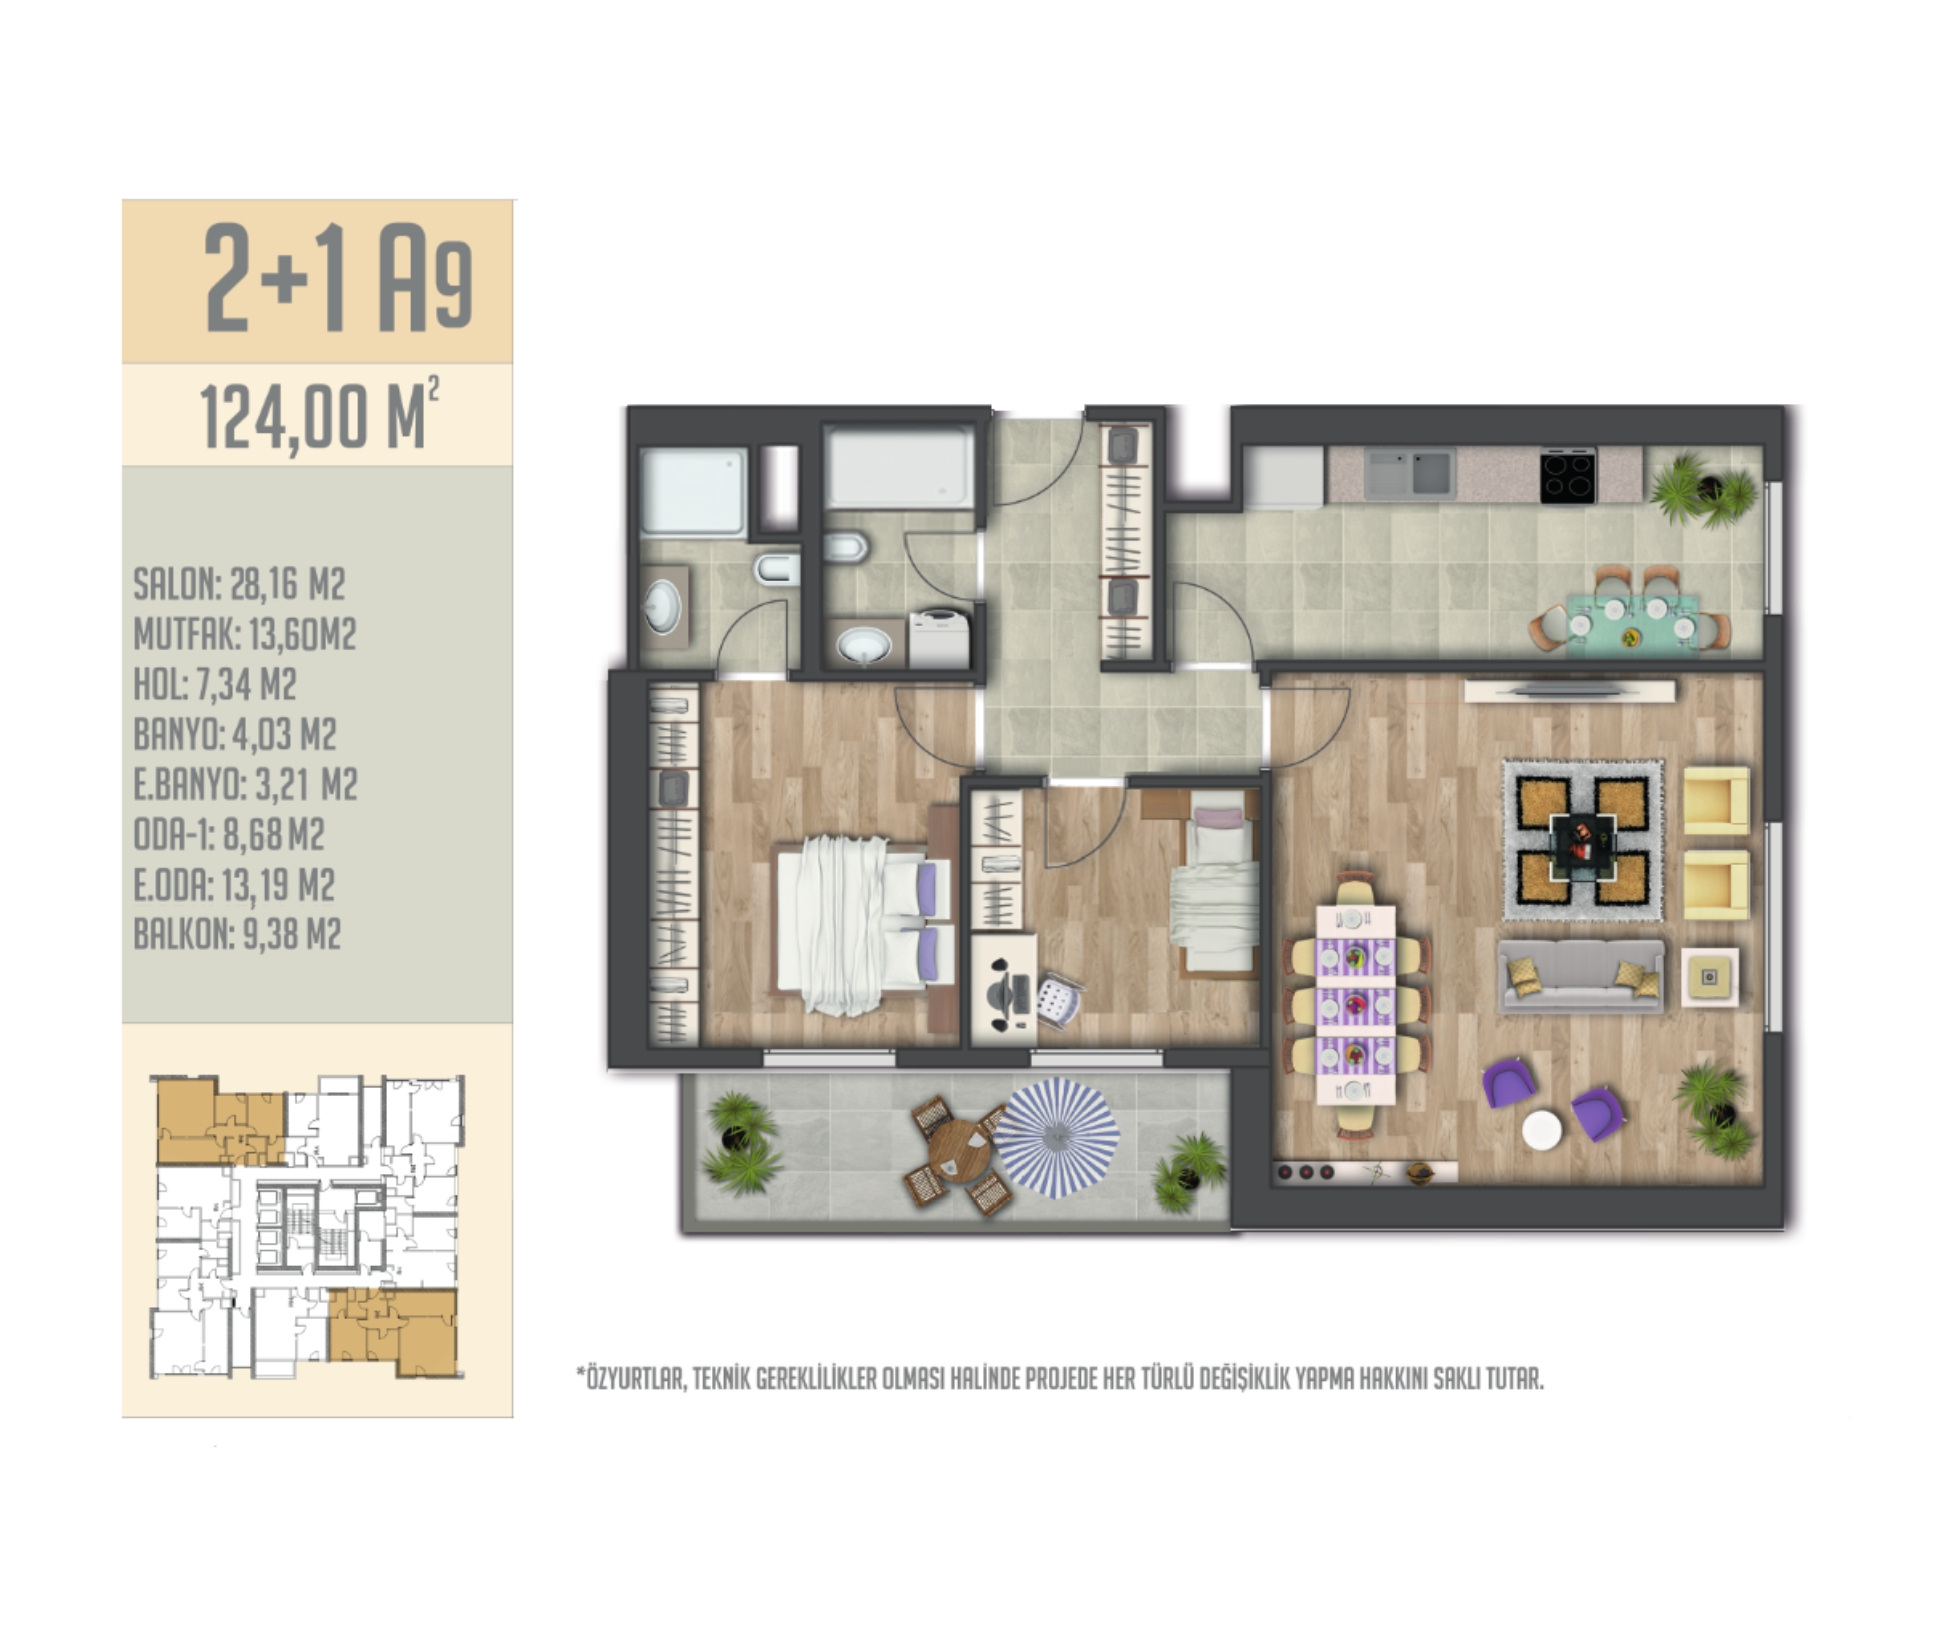 2+1 A9
124,00 M²
SALON: 28,16 M2
MUTFAK: 13,60M2
HOL: 7,34 M2
BANYO: 4,03 M2
E.BANYO: 3,21 M2
ODA-1: 8,68 M2
E.ODA: 13,19 M2
BALKON: 9,38 M2
*ÖZYURTLAR, TEKNİK GEREKLİLİKLER OLMASI HALİNDE PROJEDE HER TÜRLÜ DEĞİŞİKLİK YAPMA HAKKINI SAKLI TUTAR.